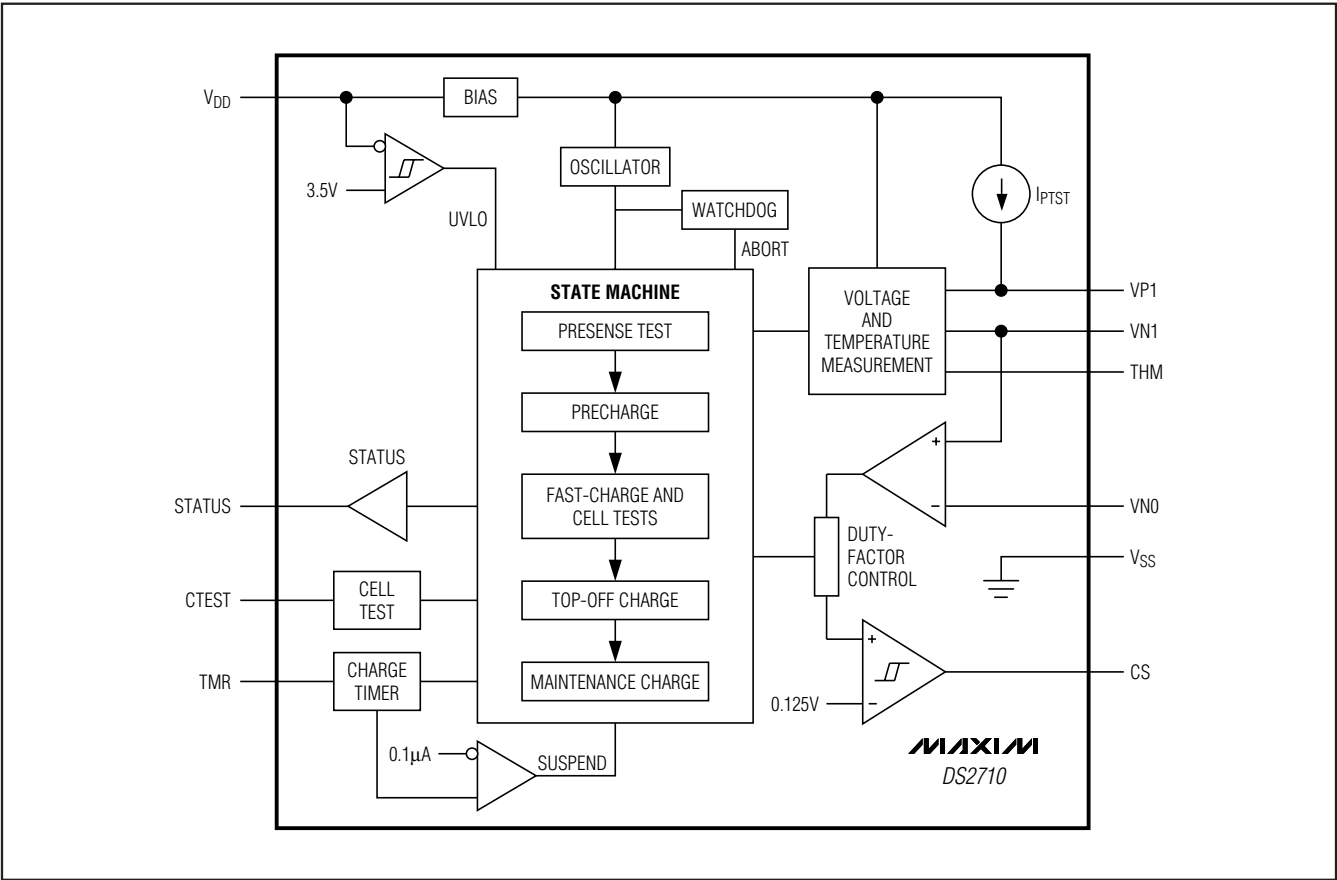 VDD
BIAS
OSCILLATOR
3.5V
UVLO
WATCHDOG
ABORT
IPTST
STATE MACHINE
PRESENSE TEST
PRECHARGE
FAST-CHARGE AND
CELL TESTS
TOP-OFF CHARGE
MAINTENANCE CHARGE
VOLTAGE
AND
TEMPERATURE
MEASUREMENT
VP1
VN1
THM
+
−
VN0
VSS
DUTY-
FACTOR
CONTROL
+
0.125V
−
CS
STATUS
STATUS
CTEST
CELL
TEST
TMR
CHARGE
TIMER
0.1μA
SUSPEND
MAXIM
DS2710